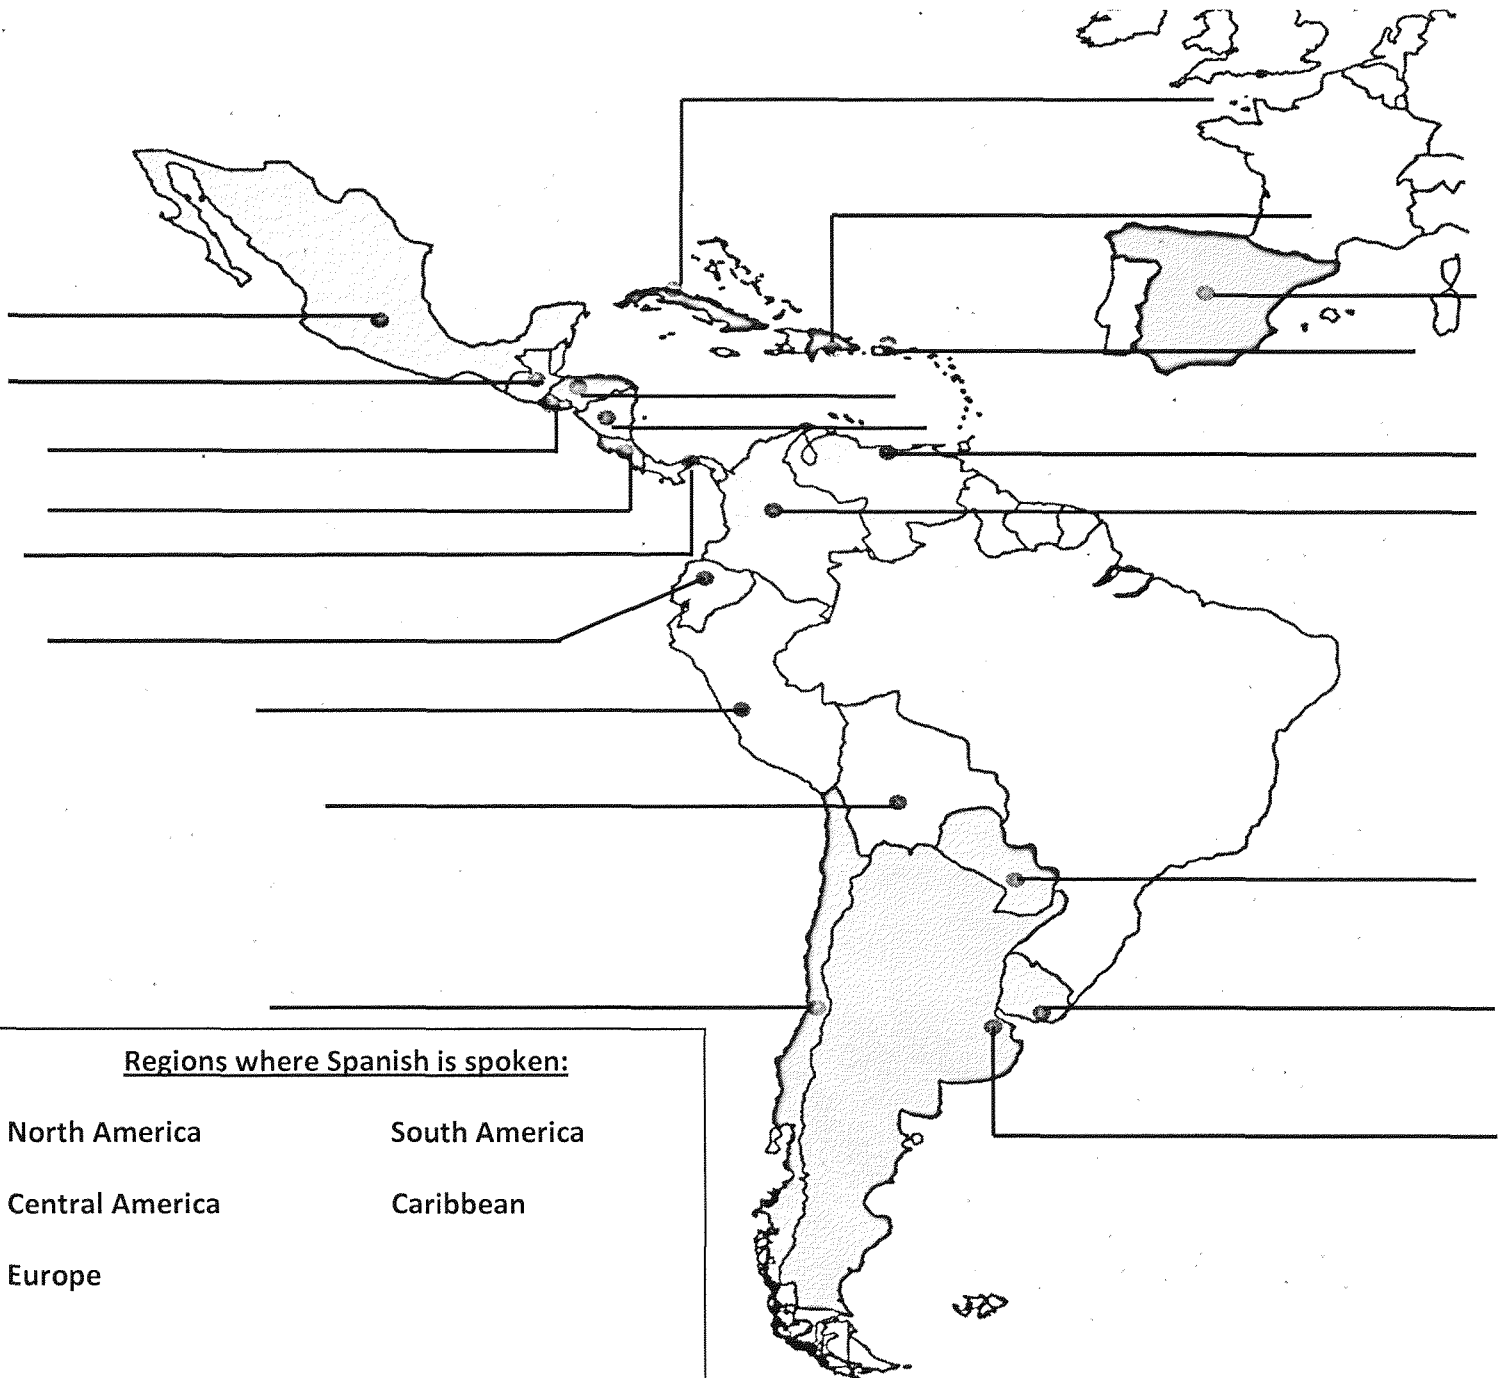 Regions where Spanish is spoken:
North America South America
Central America Caribbean
Europe